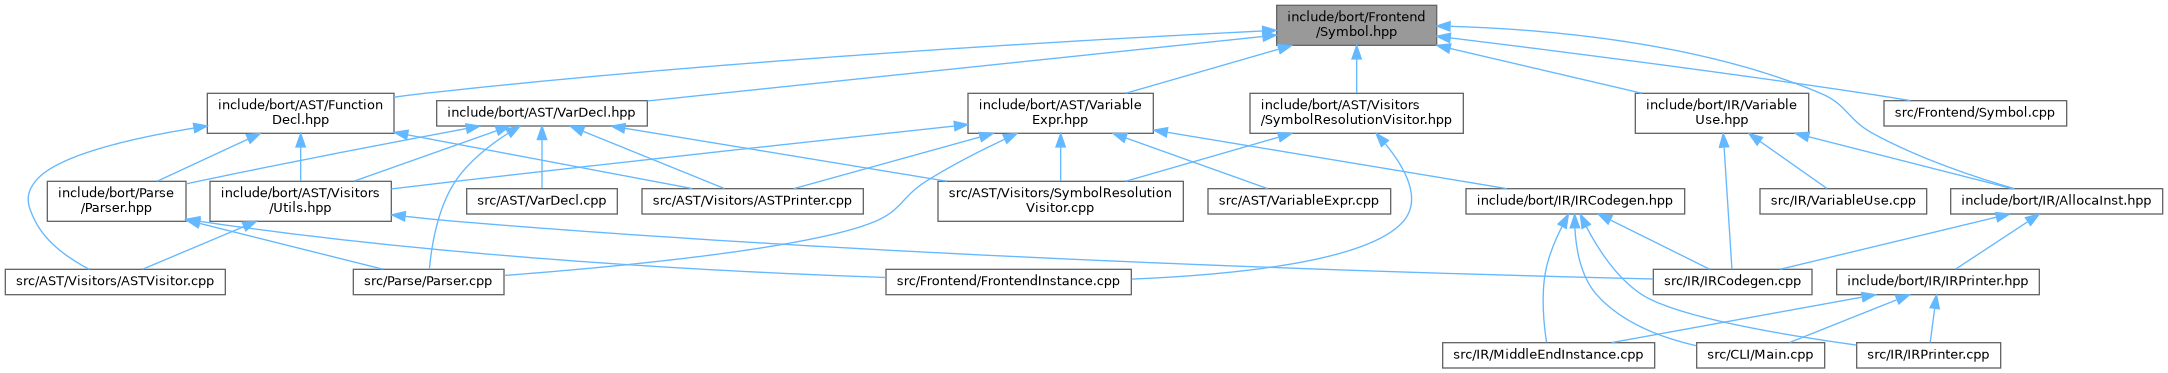 include/bort/Frontend
/Symbol.hpp
include/bort/AST/Function
Decl.hpp
include/bort/AST/VarDecl.hpp
include/bort/AST/Variable
Expr.hpp
include/bort/AST/Visitors
/SymbolResolutionVisitor.hpp
include/bort/IR/Variable
Use.hpp
src/Frontend/Symbol.cpp
include/bort/Parse
/Parser.hpp
include/bort/AST/Visitors
/Utils.hpp
src/AST/VarDecl.cpp
src/AST/Visitors/ASTPrinter.cpp
src/AST/Visitors/SymbolResolution
Visitor.cpp
src/AST/VariableExpr.cpp
include/bort/IR/IRCodegen.hpp
src/IR/VariableUse.cpp
include/bort/IR/AllocaInst.hpp
src/AST/Visitors/ASTVisitor.cpp
src/Parse/Parser.cpp
src/Frontend/FrontendInstance.cpp
src/IR/IRCodegen.cpp
include/bort/IR/IRPrinter.hpp
src/IR/MiddleEndInstance.cpp
src/CLI/Main.cpp
src/IR/IRPrinter.cpp